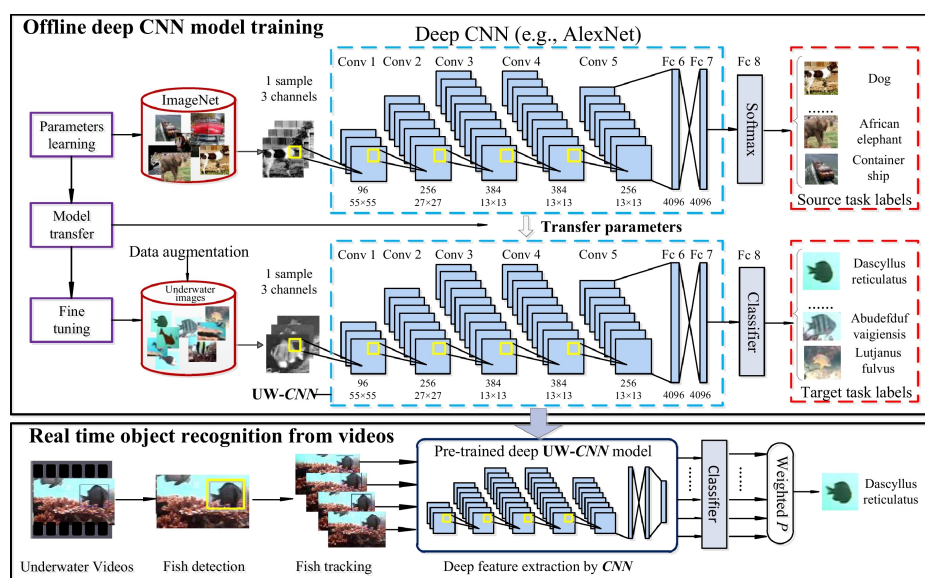 Offline deep CNN model training
Deep CNN (e.g., AlexNet)
Parameters learning
Model transfer
Fine tuning
ImageNet
1 sample
3 channels
Conv 1 Conv 2 Conv 3 Conv 4 Conv 5 Fc 6 Fc 7 Fc 8
96 256 384 384 256 4096 4096
55×55 27×27 13×13 13×13 13×13
Softmax
Dog
......
African elephant
Container ship
Source task labels
Transfer parameters
Data augmentation
Underwater images
1 sample
3 channels
Conv 1 Conv 2 Conv 3 Conv 4 Conv 5 Fc 6 Fc 7 Fc 8
UW-CNN
96 256 384 384 256 4096 4096
55×55 27×27 13×13 13×13 13×13
Classifier
Dascyllus reticulatus
......
Abudefduf vaigiensis
Lutjanus fulvus
Target task labels
Real time object recognition from videos
Pre-trained deep UW-CNN model
Classifier
Weighted P
Dascyllus reticulatus
Underwater Videos
Fish detection
Fish tracking
Deep feature extraction by CNN